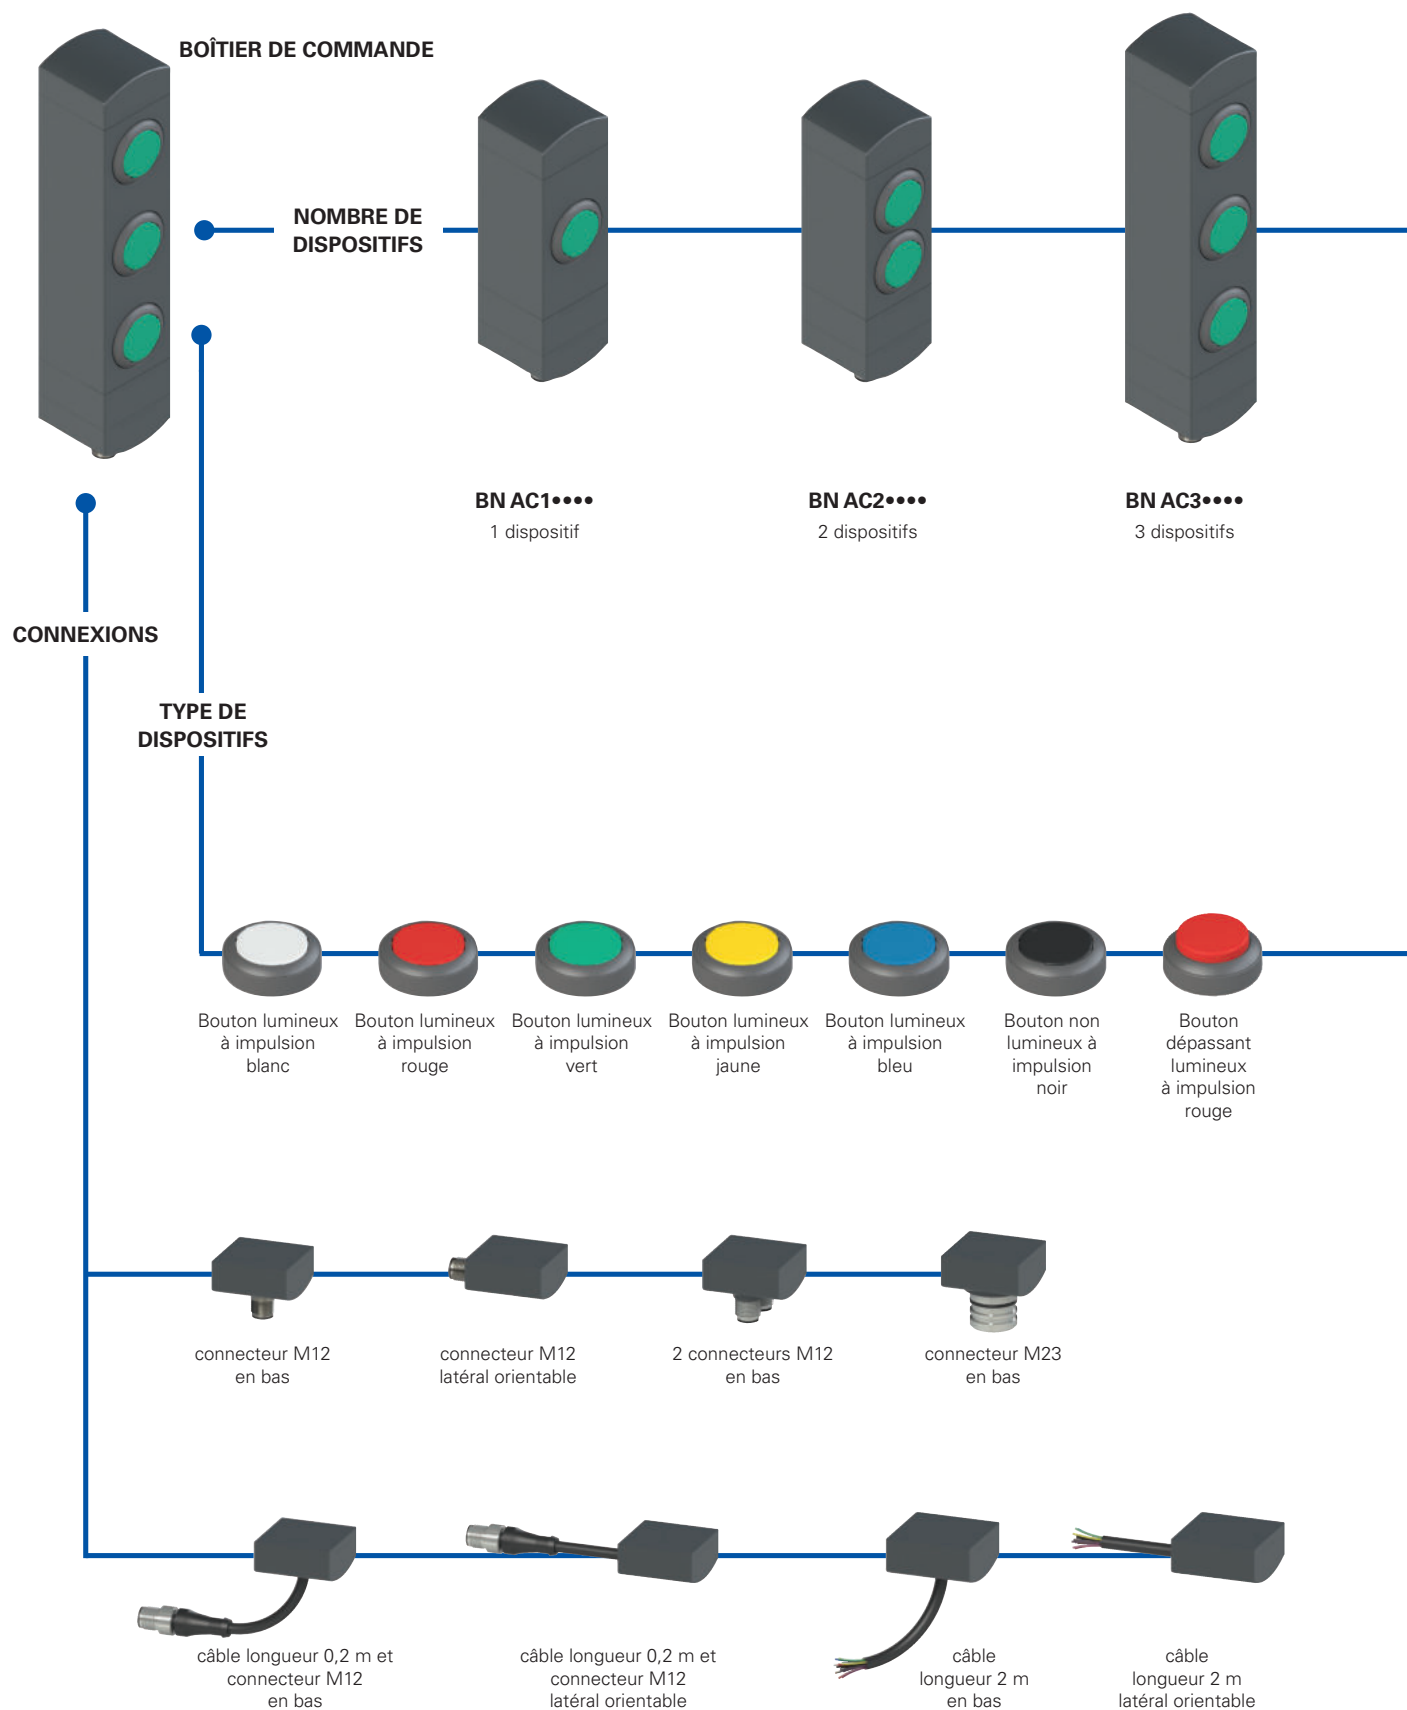 BOÎTIER DE COMMANDE
NOMBRE DE
DISPOSITIFS
BN AC1••••
1 dispositif
BN AC2••••
2 dispositifs
BN AC3••••
3 dispositifs
CONNEXIONS
TYPE DE
DISPOSITIFS
Bouton lumineux
à impulsion
blanc
Bouton lumineux
à impulsion
rouge
Bouton lumineux
à impulsion
vert
Bouton lumineux
à impulsion
jaune
Bouton lumineux
à impulsion
bleu
Bouton non
lumineux à
impulsion
noir
Bouton
dépassant
lumineux
à impulsion
rouge
connecteur M12
en bas
connecteur M12
latéral orientable
2 connecteurs M12
en bas
connecteur M23
en bas
câble longueur 0,2 m et
connecteur M12
en bas
câble longueur 0,2 m et
connecteur M12
latéral orientable
câble
longueur 2 m
en bas
câble
longueur 2 m
latéral orientable